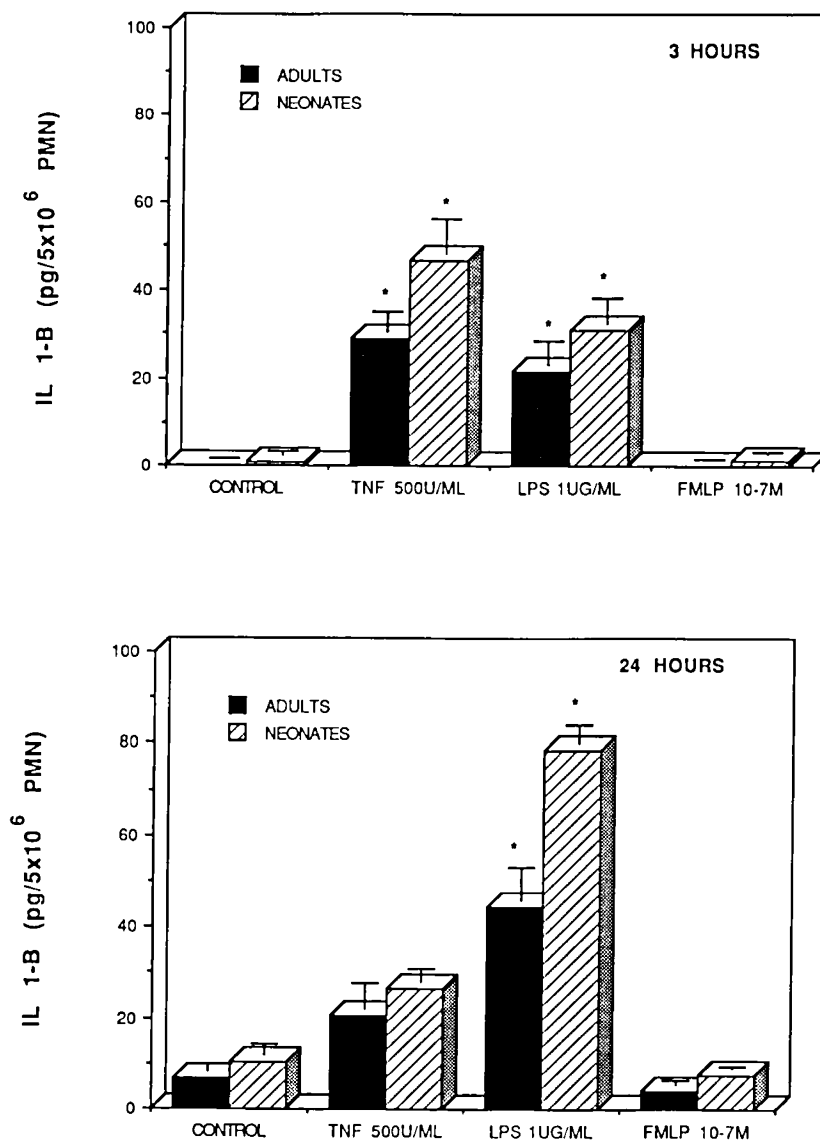 3 HOURS
ADULTS
NEONATES
IL 1-B (pg/5x10^6 PMN)
100
80
60
40
20
0
CONTROL TNF 500U/ML LPS 1UG/ML FMLP 10-7M
* * * *
24 HOURS
ADULTS
NEONATES
IL 1-B (pg/5x10^6 PMN)
100
80
60
40
20
0
CONTROL TNF 500U/ML LPS 1UG/ML FMLP 10-7M
* *